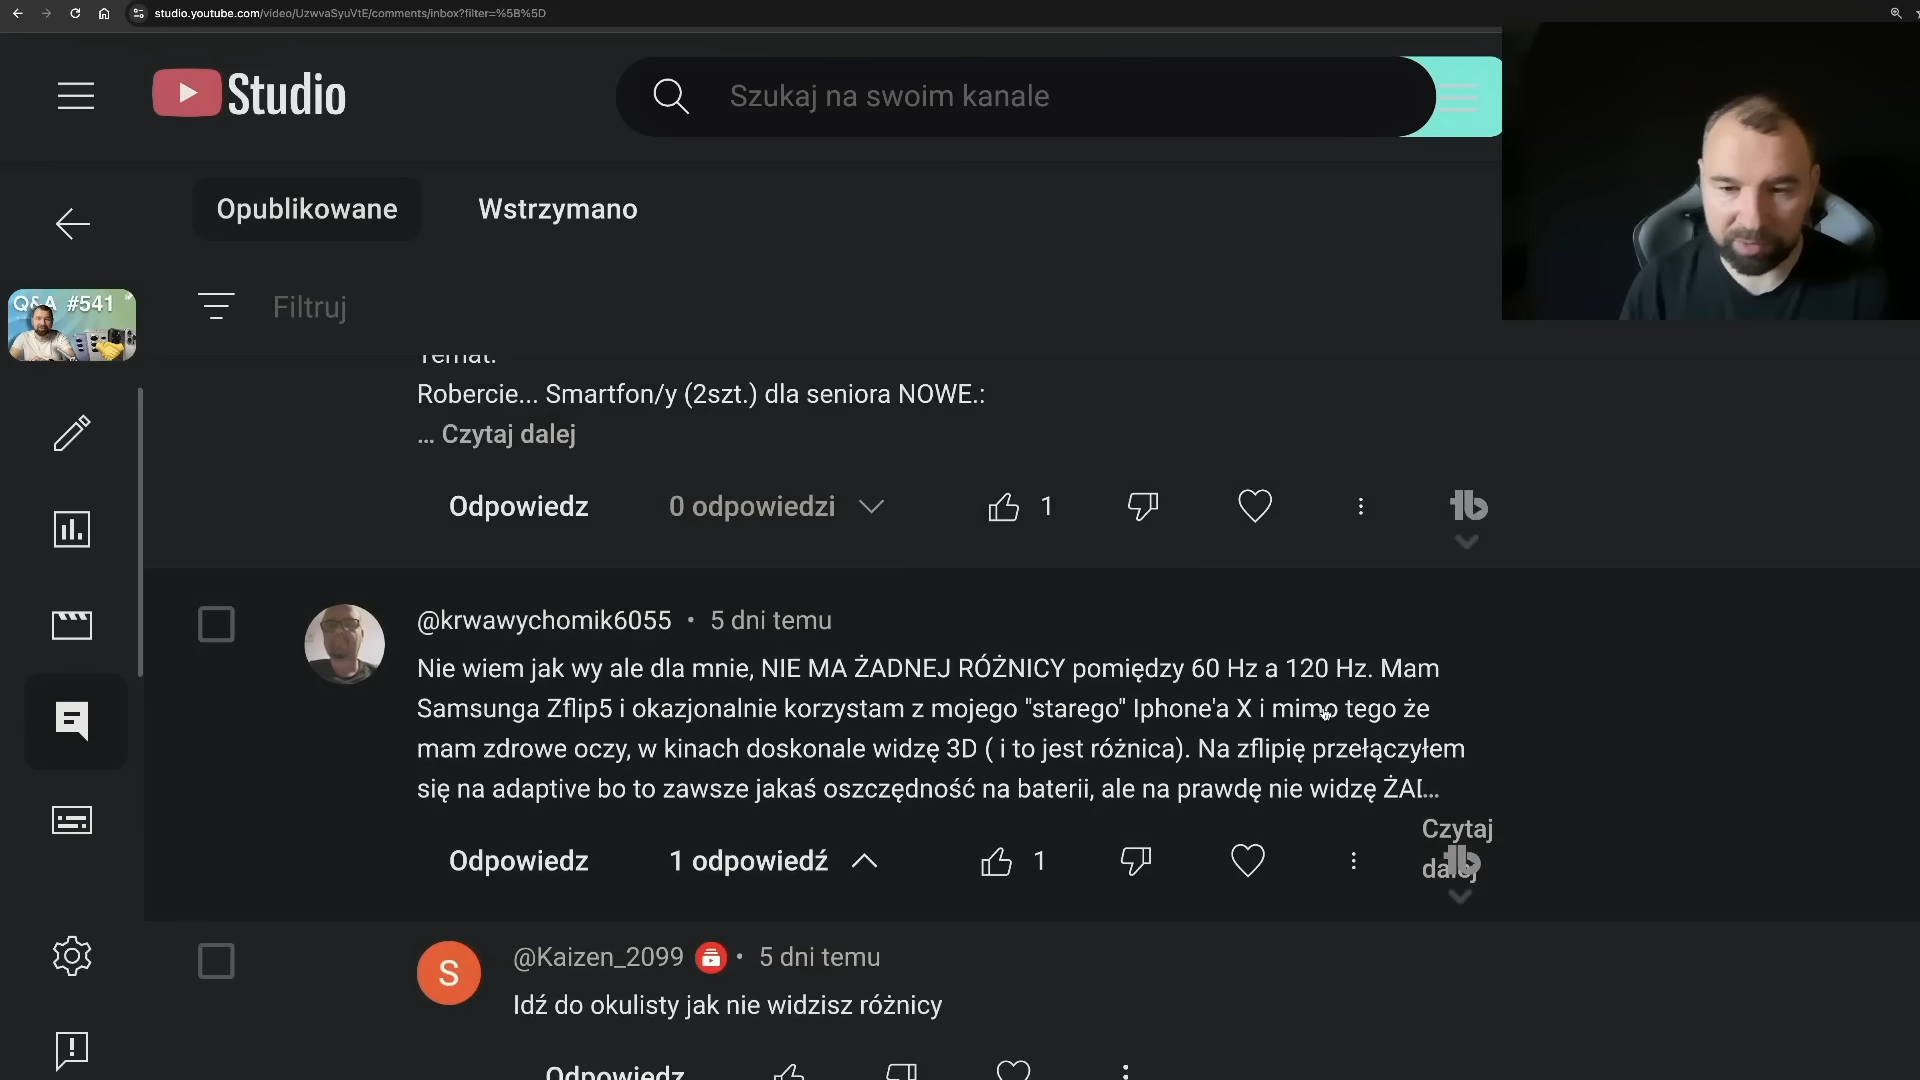 studio.youtube.com/video/UzwvaSyuVtE/comments/inbox?filter=%5B%5D
Studio
Szukaj na swoim kanale
Opublikowane
Wstrzymano
Q&A #541
Filtruj
Temat:
Robercie... Smartfon/y (2szt.) dla seniora NOWE.:
... Czytaj dalej
Odpowiedz
0 odpowiedzi
1
@krwawychomik6055 • 5 dni temu
Nie wiem jak wy ale dla mnie, NIE MA ŻADNEJ RÓŻNICY pomiędzy 60 Hz a 120 Hz. Mam
Samsunga Zflip5 i okazjonalnie korzystam z mojego "starego" Iphone'a X i mimo tego że
mam zdrowe oczy, w kinach doskonale widzę 3D ( i to jest różnica). Na zflipię przełączyłem
się na adaptive bo to zawsze jakaś oszczędność na baterii, ale na prawdę nie widzę ŻA...
Czytaj
dalej
Odpowiedz
1 odpowiedź
1
@Kaizen_2099 • 5 dni temu
S
Idź do okulisty jak nie widzisz różnicy
Odpowiedz